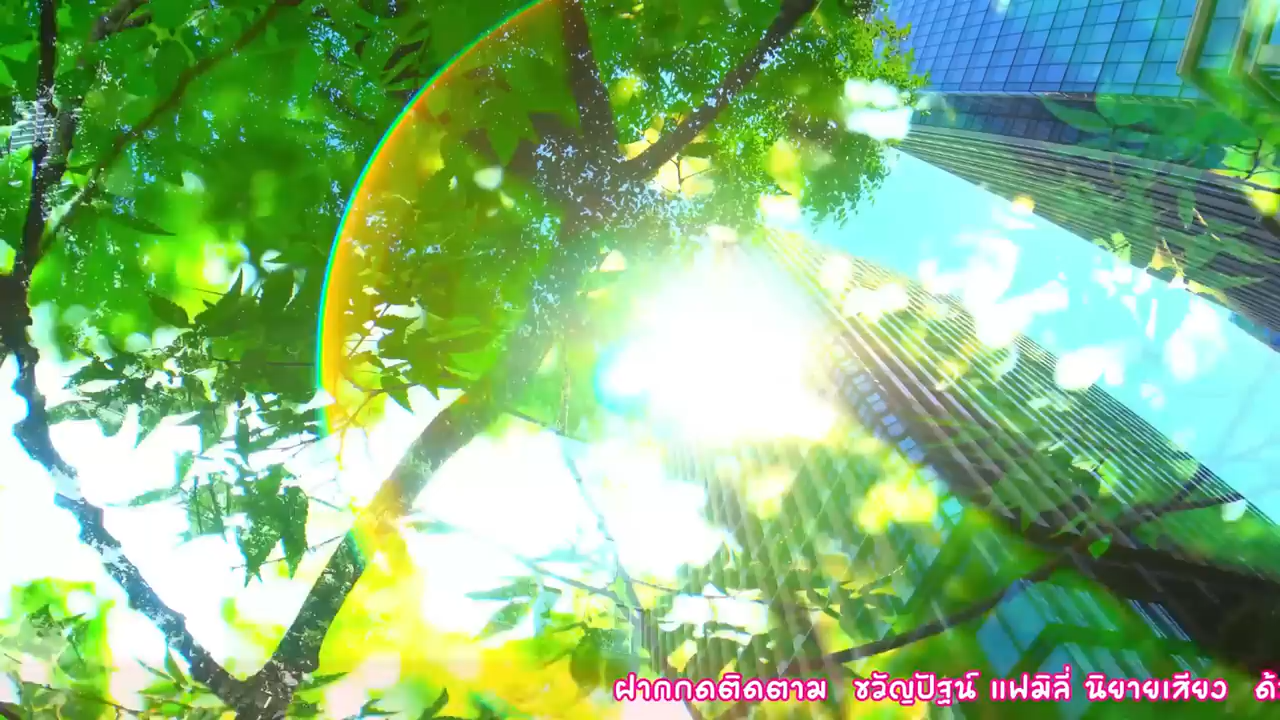 ฝากกดติดตาม ขวัญปัฐน์ แฟมิลี่ นิยายเสียง